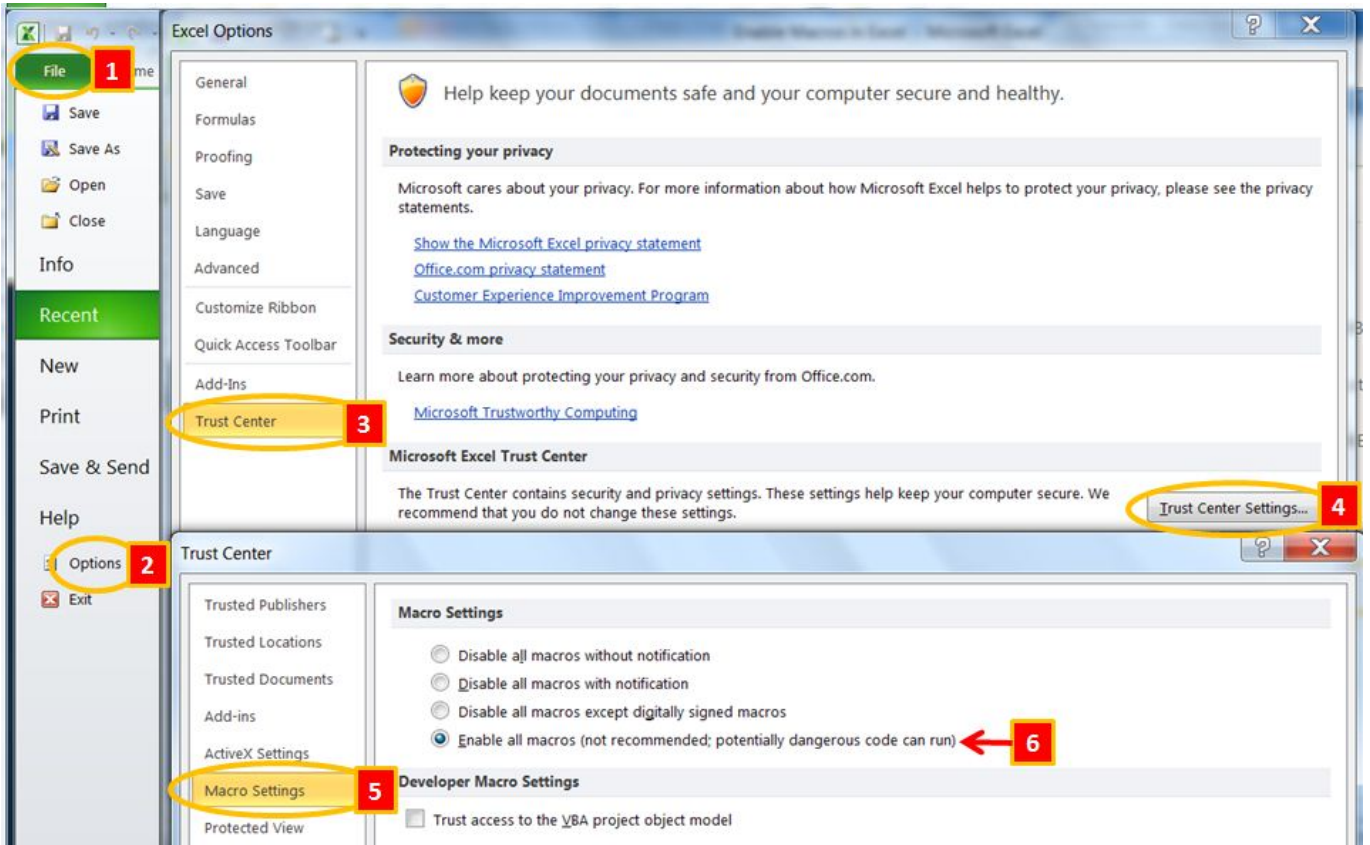 Excel Options
File
1
me
Save
Save As
Open
Close
Info
Recent
New
Print
Save & Send
Help
Options
2
Exit
General
Formulas
Proofing
Save
Language
Advanced
Customize Ribbon
Quick Access Toolbar
Add-Ins
Trust Center
3
Help keep your documents safe and your computer secure and healthy.
Protecting your privacy
Microsoft cares about your privacy. For more information about how Microsoft Excel helps to protect your privacy, please see the privacy
statements.
Show the Microsoft Excel privacy statement
Office.com privacy statement
Customer Experience Improvement Program
Security & more
Learn more about protecting your privacy and security from Office.com.
Microsoft Trustworthy Computing
Microsoft Excel Trust Center
The Trust Center contains security and privacy settings. These settings help keep your computer secure. We
recommend that you do not change these settings.
Trust Center Settings...
4
Trust Center
Trusted Publishers
Trusted Locations
Trusted Documents
Add-ins
ActiveX Settings
Macro Settings
5
Protected View
Macro Settings
Disable all macros without notification
Disable all macros with notification
Disable all macros except digitally signed macros
Enable all macros (not recommended; potentially dangerous code can run)
6
Developer Macro Settings
Trust access to the VBA project object model